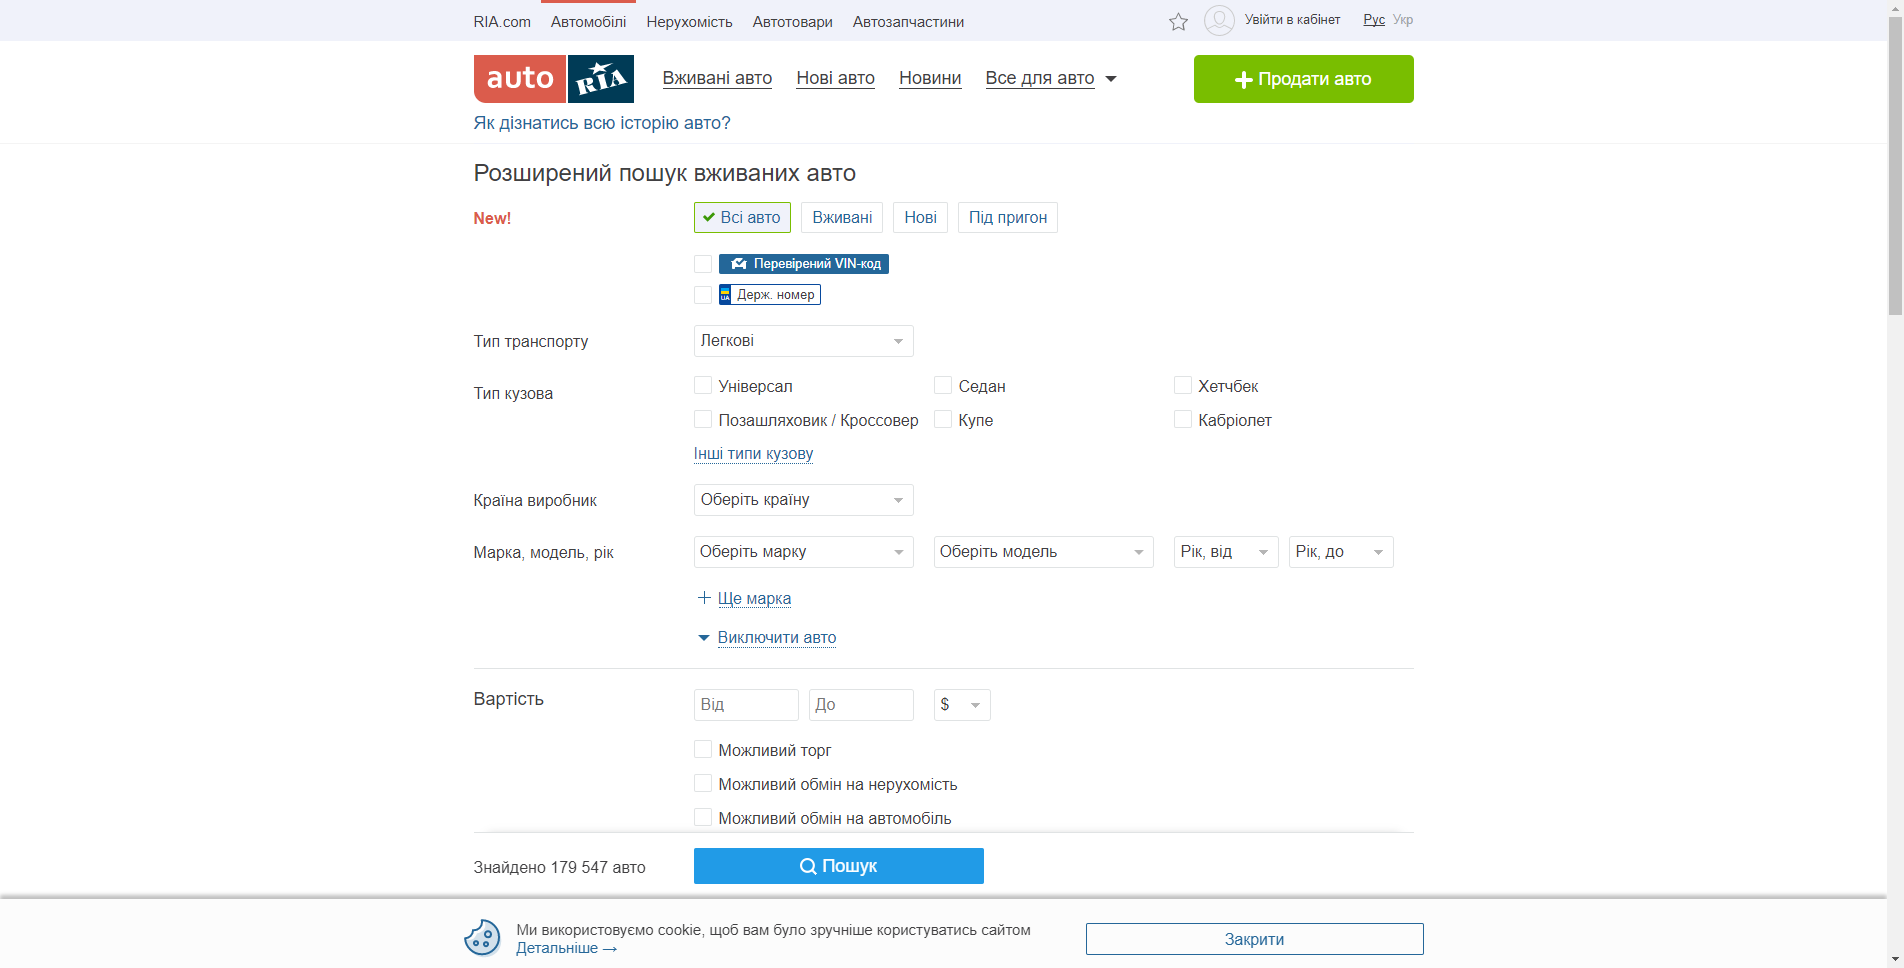 RIA.com Автомобілі Нерухомість Автотовари Автозапчастини Увійти в кабінет Рус Укр
auto RIA Вживані авто Нові авто Новини Все для авто Продати авто
Як дізнатись всю історію авто?
Розширений пошук вживаних авто
New! Всі авто Вживані Нові Під пригон
Перевірений VIN-код
UA Держ. номер
Тип транспорту Легкові
Тип кузова Універсал Седан Хетчбек
Позашляховик / Кроссовер Купе Кабріолет
Інші типи кузову
Країна виробник Оберіть країну
Марка, модель, рік Оберіть марку Оберіть модель Рік, від Рік, до
Ще марка
Виключити авто
Вартість Від До $
Можливий торг
Можливий обмін на нерухомість
Можливий обмін на автомобіль
Знайдено 179 547 авто Пошук
Ми використовуємо cookie, щоб вам було зручніше користуватись сайтом
Детальніше → Закрити